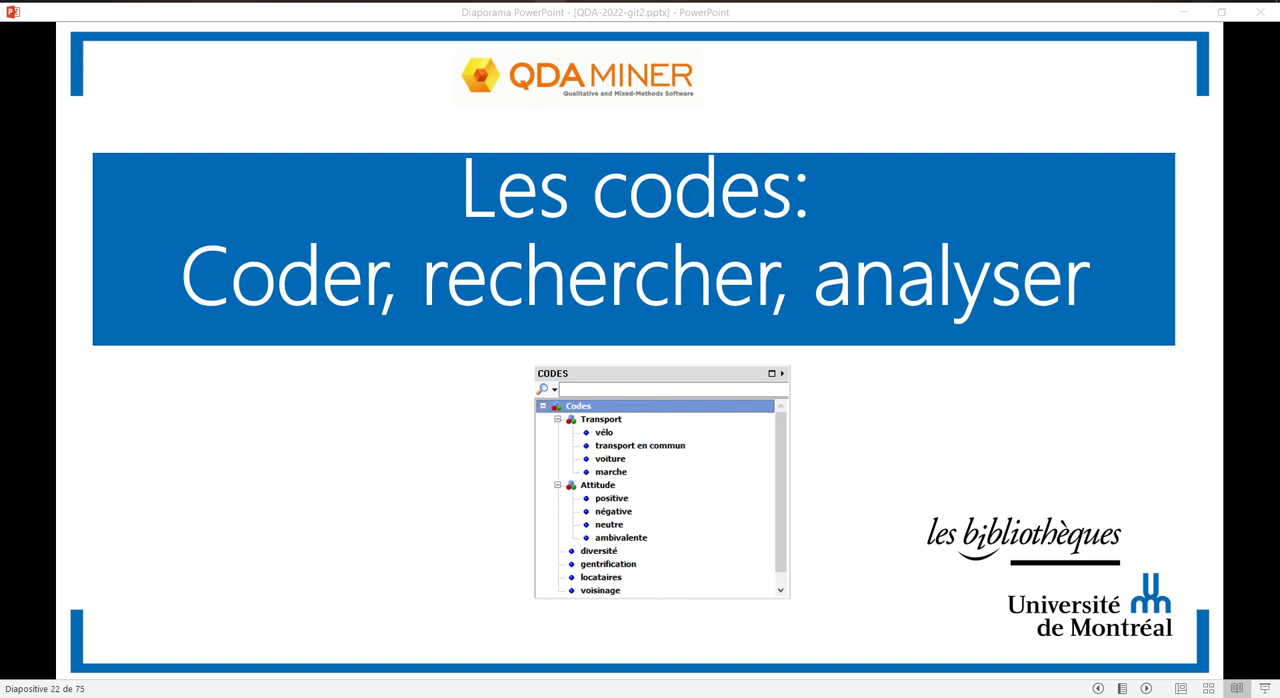 Diaporama PowerPoint - [QDA-2022-git2.pptx] - PowerPoint
QDA MINER
Qualitative and Mixed-Methods Software
Les codes:
Coder, rechercher, analyser
CODES
Codes
Transport
vélo
transport en commun
voiture
marche
Attitude
positive
négative
neutre
ambivalente
diversité
gentrification
locataires
voisinage
les bibliothèques
Université
de Montréal
Diapositive 22 de 75